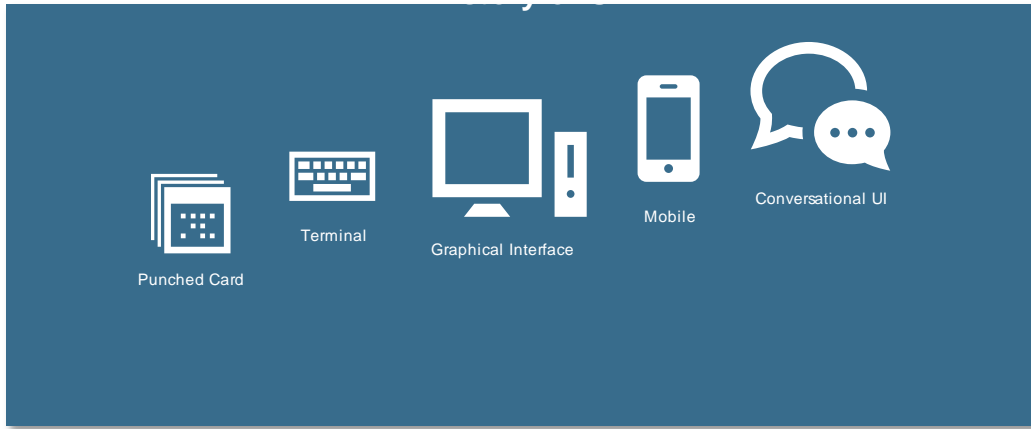 Punched Card
Terminal
Graphical Interface
Mobile
Conversational UI